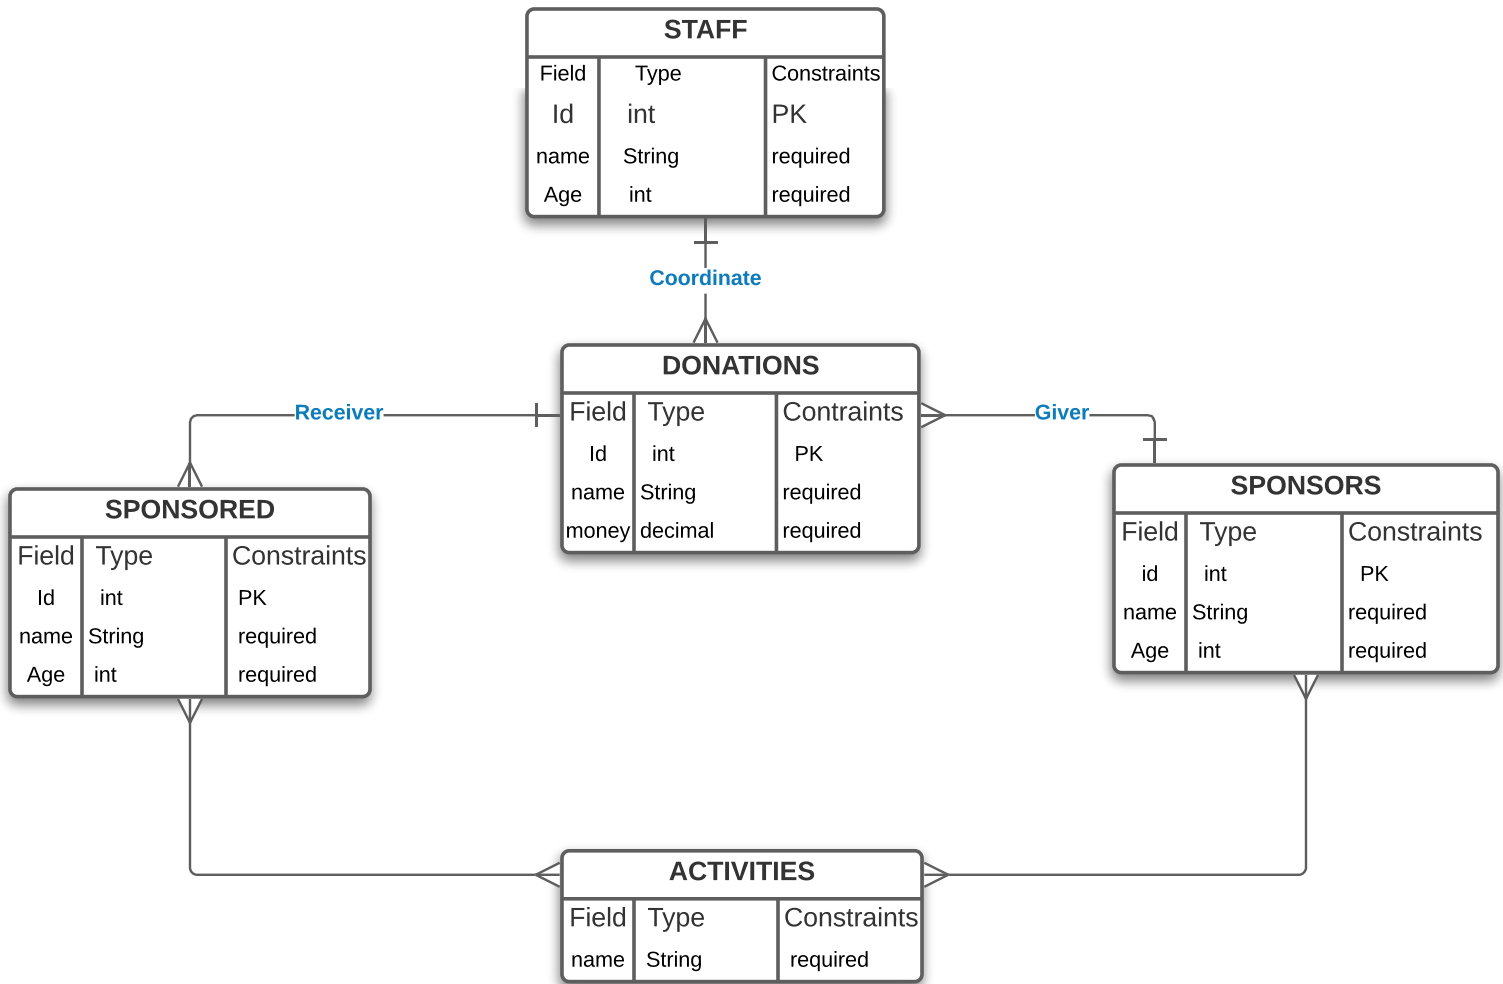 STAFF
Field Type Constraints
Id int PK
name String required
Age int required
Coordinate
DONATIONS
Field Type Contraints
Id int PK
name String required
money decimal required
Receiver
Giver
SPONSORED
Field Type Constraints
Id int PK
name String required
Age int required
SPONSORS
Field Type Constraints
id int PK
name String required
Age int required
ACTIVITIES
Field Type Constraints
name String required